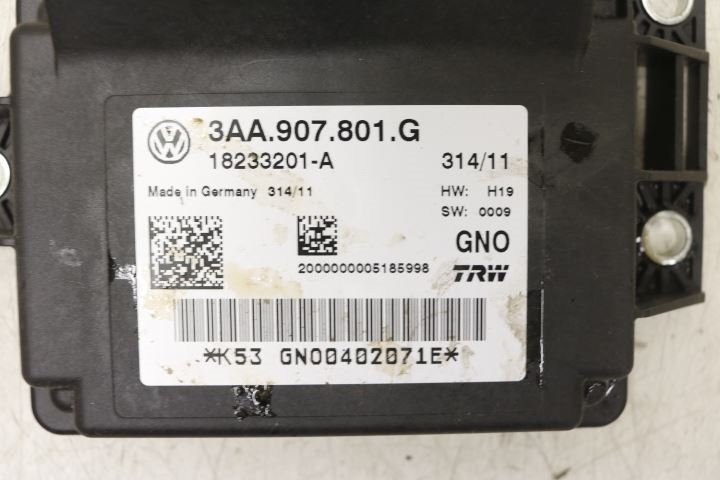 3AA.907.801.G
18233201-A 314/11
Made in Germany 314/11 HW: H19
SW: 0009
GNO
2000000005185998 TRW
*K53 GNO0402071E*